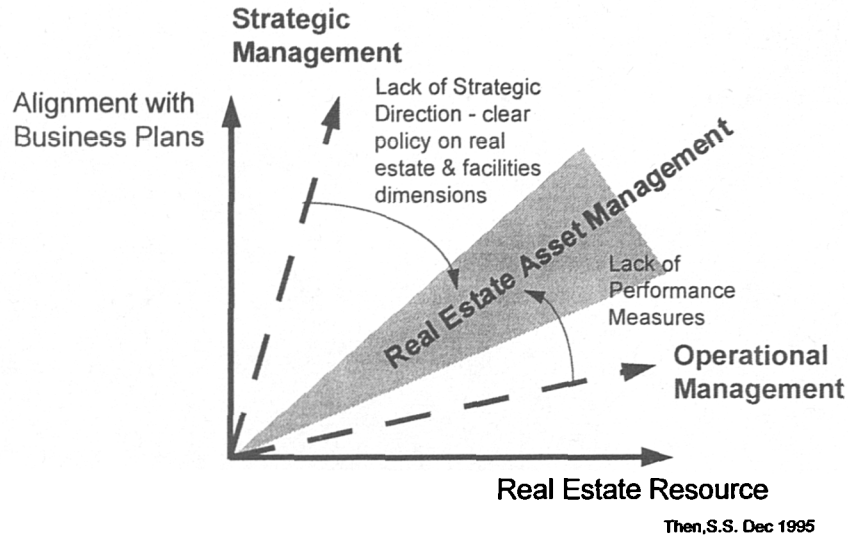 Strategic
Management
Alignment with
Business Plans
Lack of Strategic
Direction - clear
policy on real
estate & facilities
dimensions
Real Estate Asset Management
Lack of
Performance
Measures
Operational
Management
Real Estate Resource
Then,S.S. Dec 1995